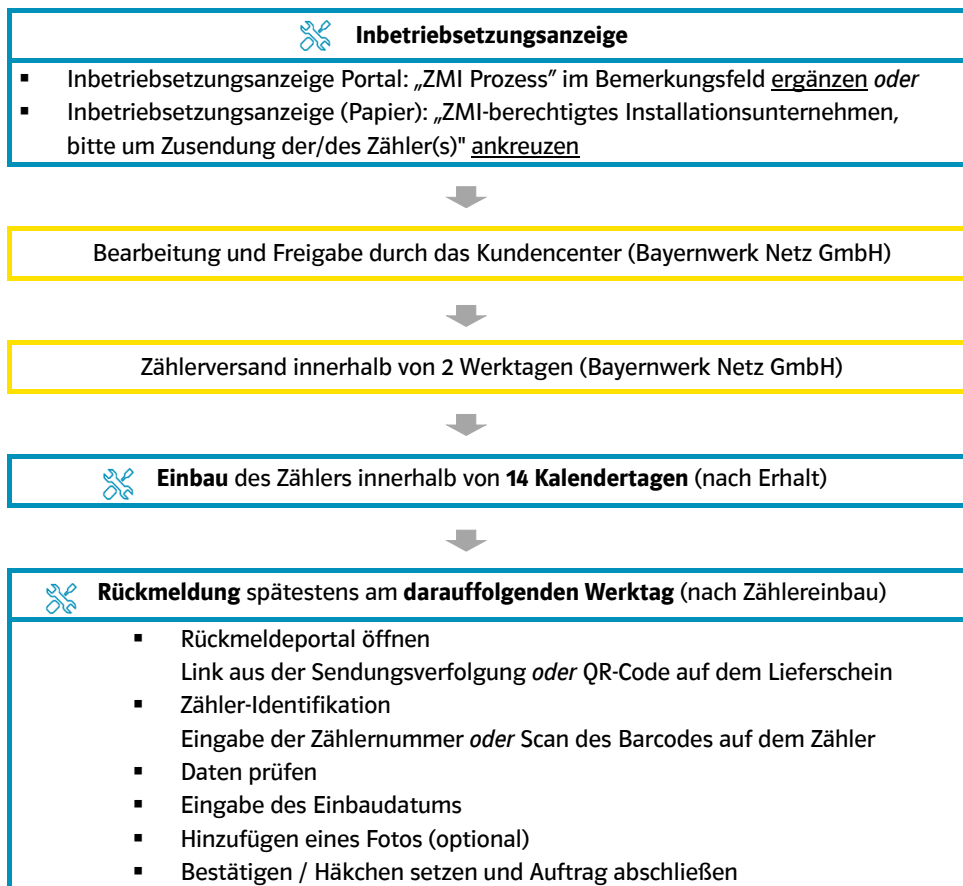 Inbetriebsetzungsanzeige
▪ Inbetriebsetzungsanzeige Portal: „ZMI Prozess” im Bemerkungsfeld ergänzen oder
▪ Inbetriebsetzungsanzeige (Papier): „ZMI-berechtigtes Installationsunternehmen,
bitte um Zusendung der/des Zähler(s)" ankreuzen
Bearbeitung und Freigabe durch das Kundencenter (Bayernwerk Netz GmbH)
Zählerversand innerhalb von 2 Werktagen (Bayernwerk Netz GmbH)
Einbau des Zählers innerhalb von 14 Kalendertagen (nach Erhalt)
Rückmeldung spätestens am darauffolgenden Werktag (nach Zählereinbau)
▪ Rückmeldeportal öffnen
Link aus der Sendungsverfolgung oder QR-Code auf dem Lieferschein
▪ Zähler-Identifikation
Eingabe der Zählernummer oder Scan des Barcodes auf dem Zähler
▪ Daten prüfen
▪ Eingabe des Einbaudatums
▪ Hinzufügen eines Fotos (optional)
▪ Bestätigen / Häkchen setzen und Auftrag abschließen